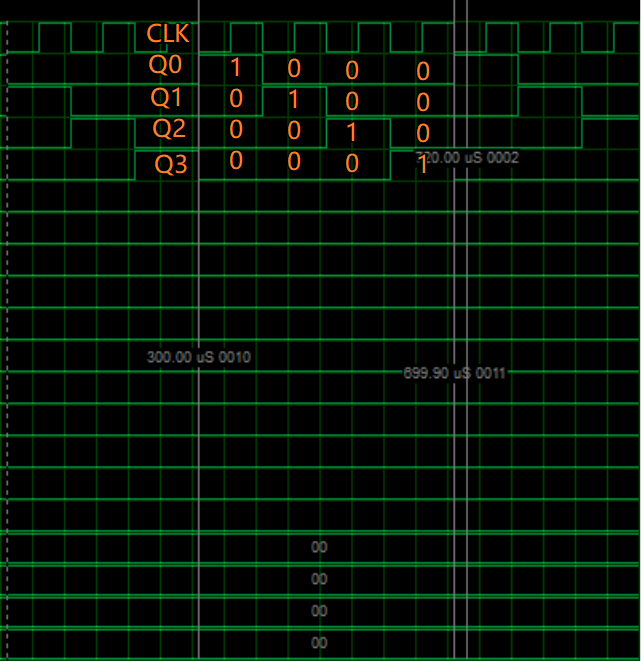 CLK
Q0 1 0 0 0
Q1 0 1 0 0
Q2 0 0 1 0
Q3 0 0 0 1
720.00 uS 0002
300.00 uS 0010
699.90 uS 0011
00
00
00
00